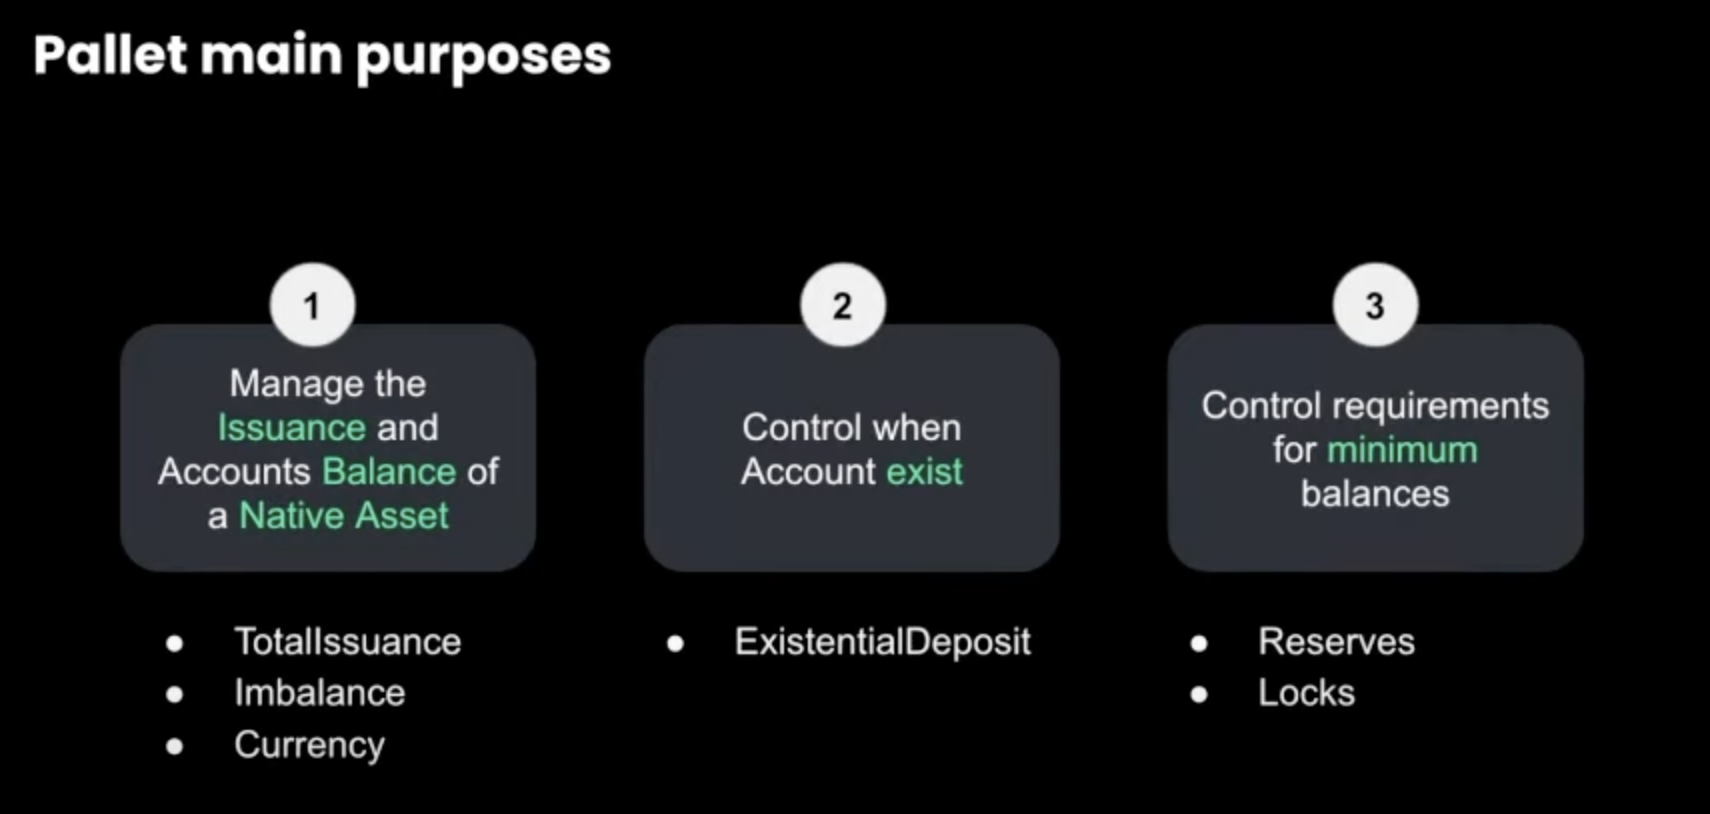 Pallet main purposes
1
Manage the
Issuance and
Accounts Balance of
a Native Asset
TotalIssuance
Imbalance
Currency
2
Control when
Account exist
ExistentialDeposit
3
Control requirements
for minimum
balances
Reserves
Locks